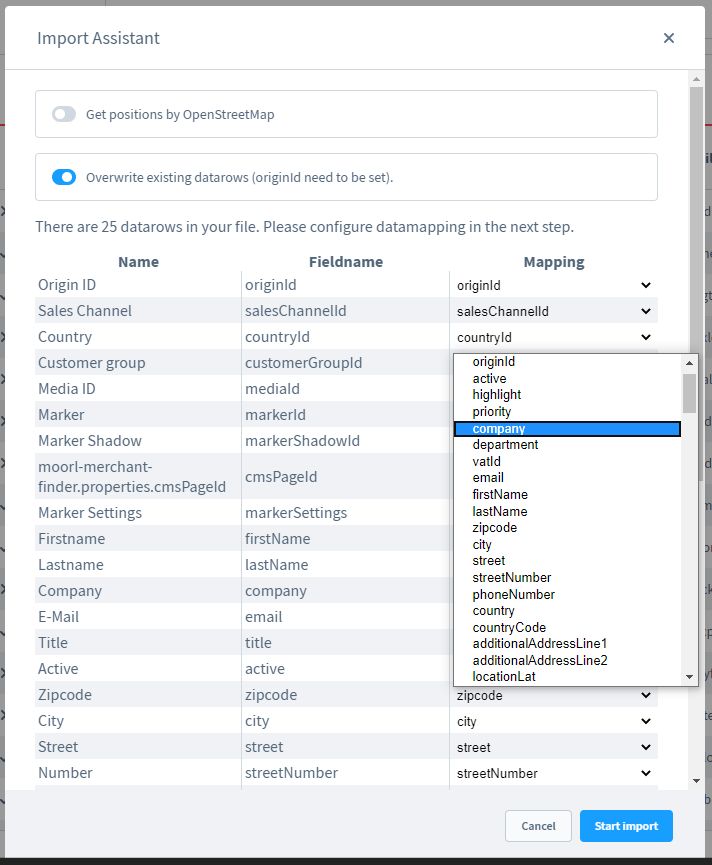 Import Assistant
Get positions by OpenStreetMap
Overwrite existing datarows (originId need to be set).
There are 25 datarows in your file. Please configure datamapping in the next step.
Name Fieldname Mapping
Origin ID originId originId
Sales Channel salesChannelId salesChannelId
Country countryId countryId
Customer group customerGroupId
Media ID mediaId
Marker markerId
Marker Shadow markerShadowId
moorl-merchant-
finder.properties.cmsPageId cmsPageId
Marker Settings markerSettings
Firstname firstName
Lastname lastName
Company company
E-Mail email
Title title
Active active
originId
active
highlight
priority
company
department
vatId
email
firstName
lastName
zipcode
city
street
streetNumber
phoneNumber
country
countryCode
additionalAddressLine1
additionalAddressLine2
locationLat
Zipcode zipcode zipcode
City city city
Street street street
Number streetNumber streetNumber
Cancel Start import